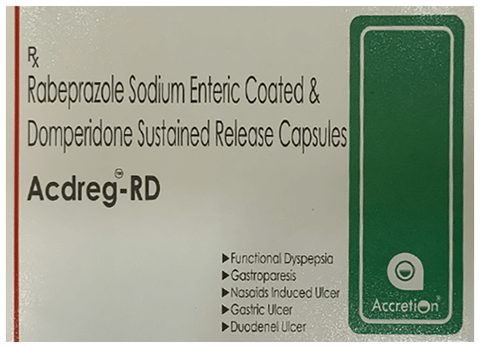 Rx
Rabeprazole Sodium Enteric Coated &
Domperidone Sustained Release Capsules
Acdreg™-RD
▶Functional Dyspepsia
▶Gastroparesis
▶Nasaids Induced Ulcer
▶Gastric Ulcer
▶Duodenel Ulcer
Accretion®